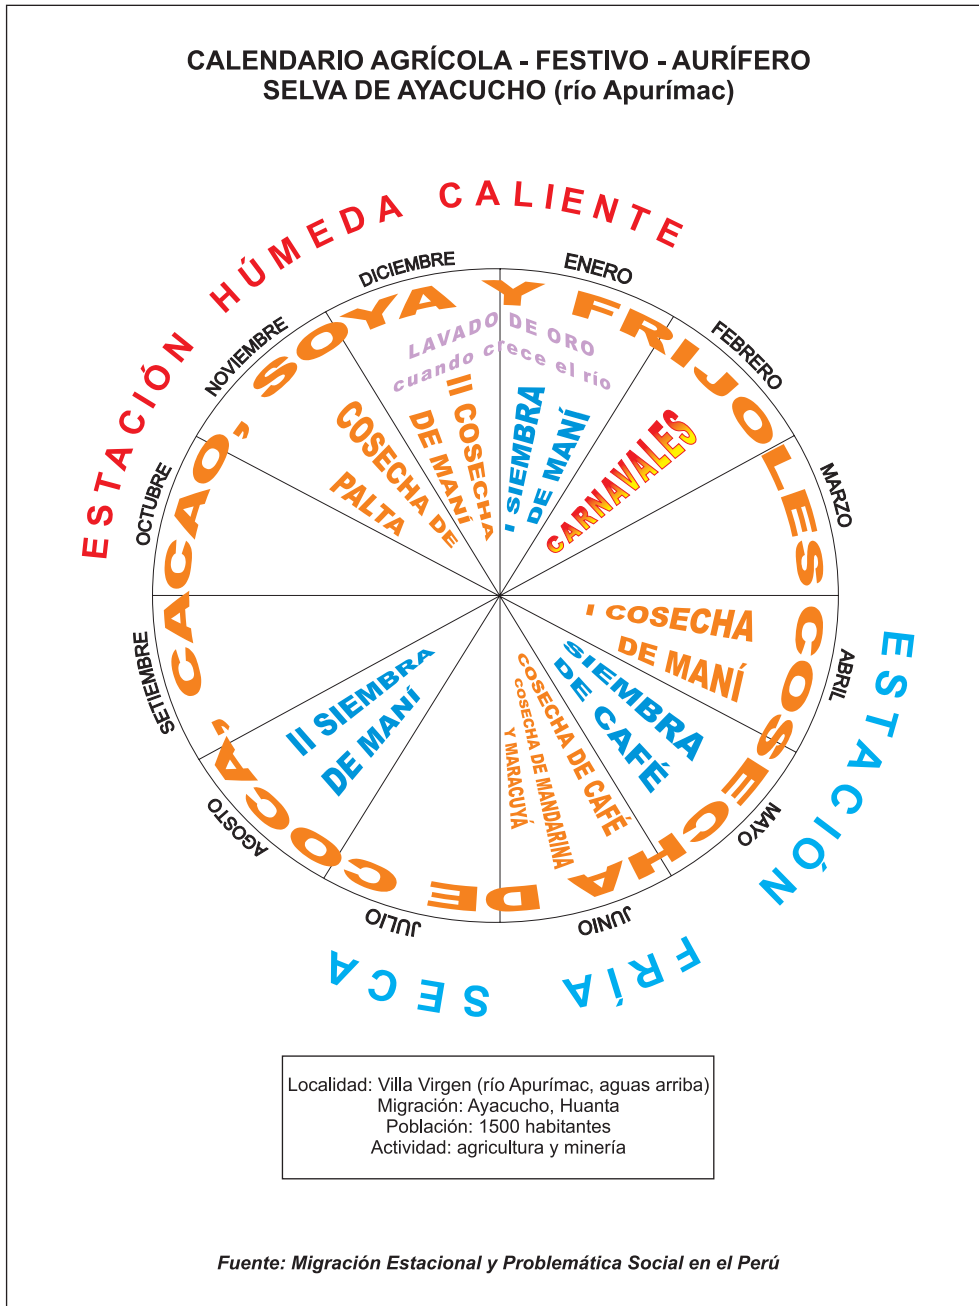 CALENDARIO AGRÍCOLA - FESTIVO - AURÍFERO
SELVA DE AYACUCHO (río Apurímac)
ESTACIÓN HÚMEDA CALIENTE
ESTACIÓN FRÍA SECA
ENERO
FEBRERO
MARZO
ABRIL
MAYO
JUNIO
JULIO
AGOSTO
SETIEMBRE
OCTUBRE
NOVIEMBRE
DICIEMBRE
COSECHA DE COCA, CACAO, SOYA Y FRIJOLES
LAVADO DE ORO
cuando crece el río
I SIEMBRA
DE MANÍ
CARNAVALES
I COSECHA
DE MANÍ
SIEMBRA
DE CAFÉ
COSECHA DE CAFÉ
COSECHA DE MANDARINA
Y MARACUYÁ
II SIEMBRA
DE MANÍ
COSECHA DE
PALTA
II COSECHA
DE MANÍ
Localidad: Villa Virgen (río Apurímac, aguas arriba)
Migración: Ayacucho, Huanta
Población: 1500 habitantes
Actividad: agricultura y minería
Fuente: Migración Estacional y Problemática Social en el Perú